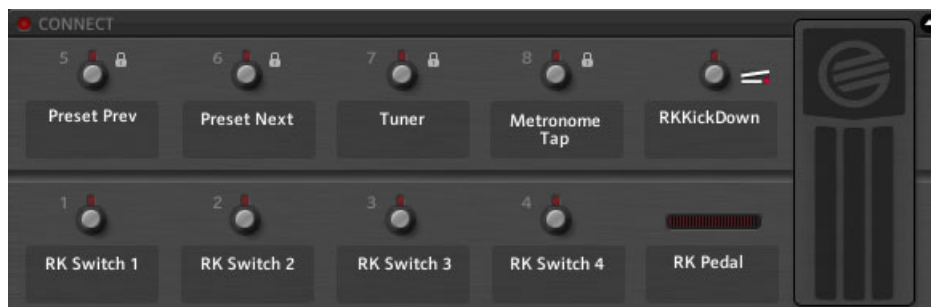 CONNECT
5
6
7
8
Preset Prev
Preset Next
Tuner
Metronome
Tap
RKKickDown
1
2
3
4
RK Switch 1
RK Switch 2
RK Switch 3
RK Switch 4
RK Pedal